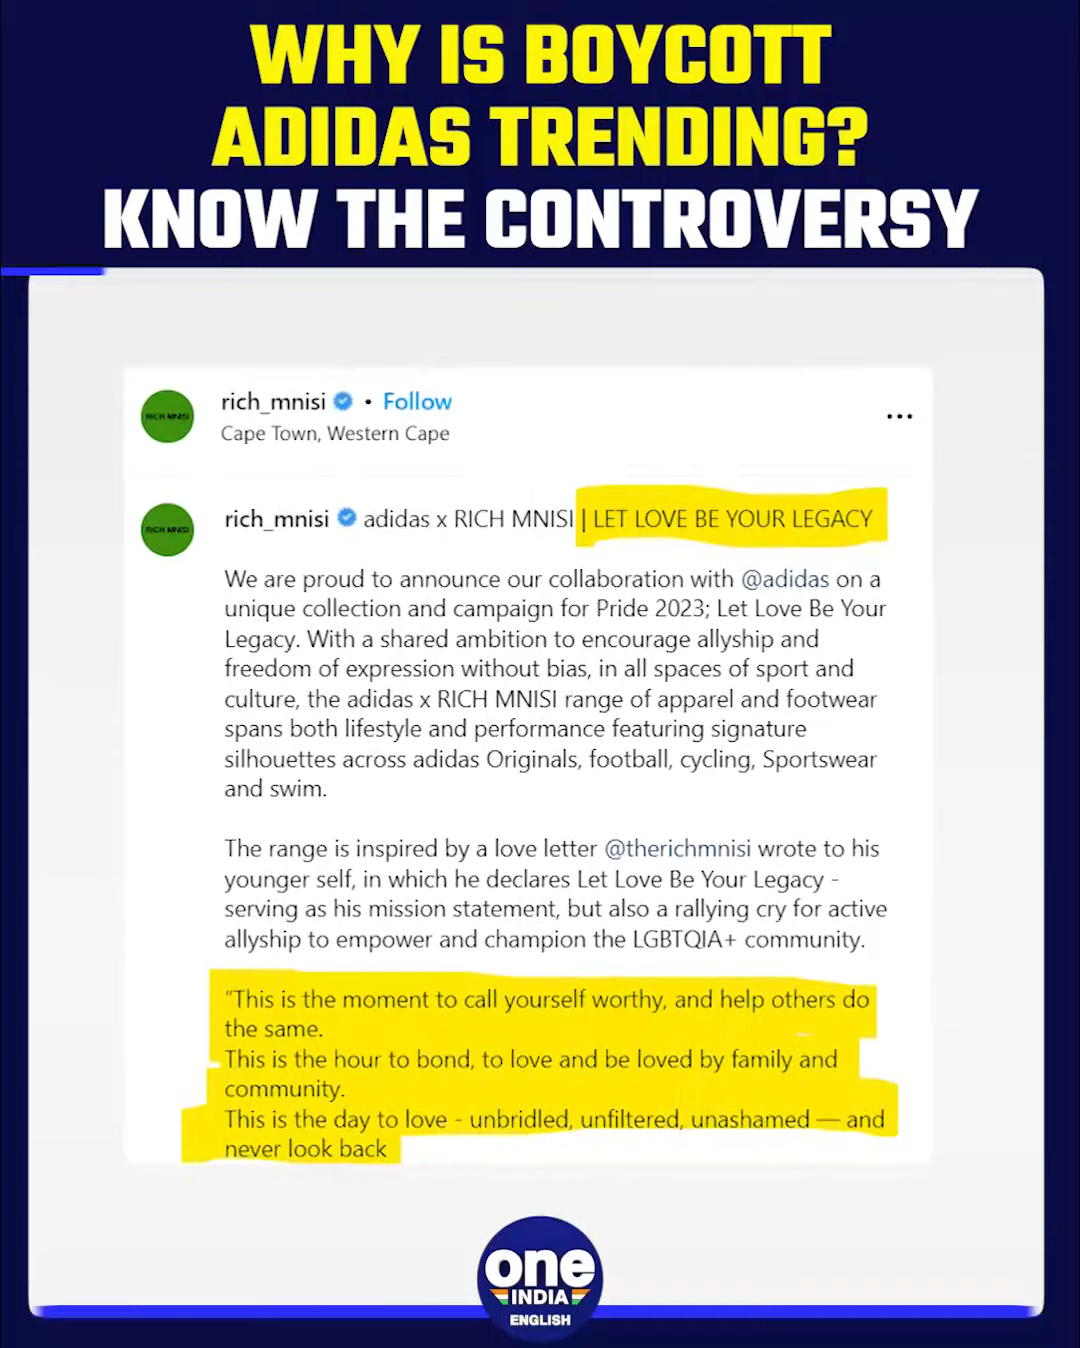 WHY IS BOYCOTT
ADIDAS TRENDING?
KNOW THE CONTROVERSY
RICH MNISI
rich_mnisi • Follow
Cape Town, Western Cape
RICH MNISI
rich_mnisi adidas x RICH MNISI | LET LOVE BE YOUR LEGACY
We are proud to announce our collaboration with @adidas on a
unique collection and campaign for Pride 2023; Let Love Be Your
Legacy. With a shared ambition to encourage allyship and
freedom of expression without bias, in all spaces of sport and
culture, the adidas x RICH MNISI range of apparel and footwear
spans both lifestyle and performance featuring signature
silhouettes across adidas Originals, football, cycling, Sportswear
and swim.
The range is inspired by a love letter @therichmnisi wrote to his
younger self, in which he declares Let Love Be Your Legacy -
serving as his mission statement, but also a rallying cry for active
allyship to empower and champion the LGBTQIA+ community.
"This is the moment to call yourself worthy, and help others do
the same.
This is the hour to bond, to love and be loved by family and
community.
This is the day to love - unbridled, unfiltered, unashamed — and
never look back
one
INDIA
ENGLISH